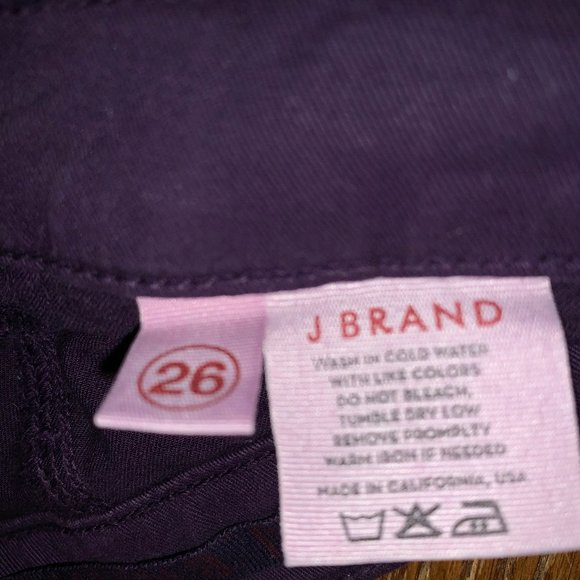 26
J BRAND
WASH IN COLD WATER
WITH LIKE COLORS
DO NOT BLEACH,
TUMBLE DRY LOW
REMOVE PROMPLTY
WARM IRON IF NEEDED
MADE IN CALIFORNIA, USA